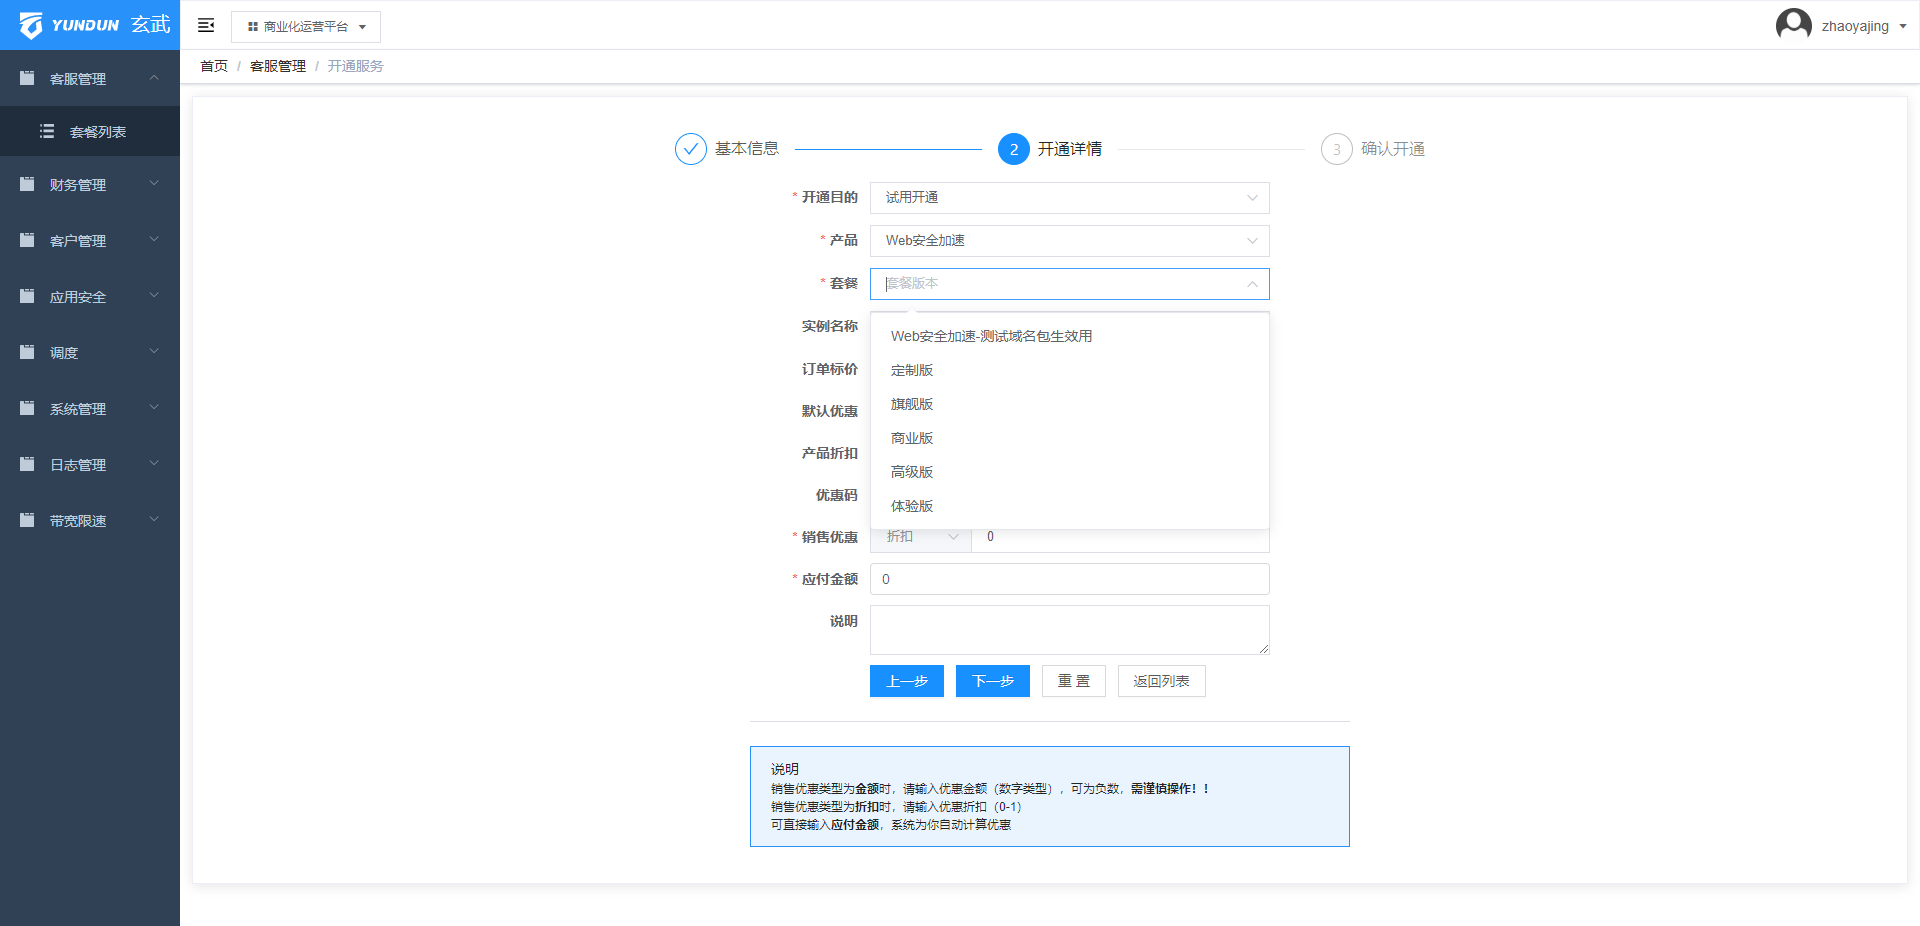 YUNDUN 玄武
商业化运营平台
zhaoyajing
首页 / 客服管理 / 开通服务
客服管理
套餐列表
财务管理
客户管理
应用安全
调度
系统管理
日志管理
带宽限速
基本信息
2 开通详情
3 确认开通
* 开通目的 试用开通
* 产品 Web安全加速
* 套餐 套餐版本
实例名称
订单标价
默认优惠
产品折扣
优惠码
Web安全加速-测试域名包生效用
定制版
旗舰版
商业版
高级版
体验版
* 销售优惠 折扣 0
* 应付金额 0
说明
上一步 下一步 重 置 返回列表
说明
销售优惠类型为金额时，请输入优惠金额（数字类型），可为负数，需谨慎操作！！
销售优惠类型为折扣时，请输入优惠折扣（0-1）
可直接输入应付金额，系统为你自动计算优惠